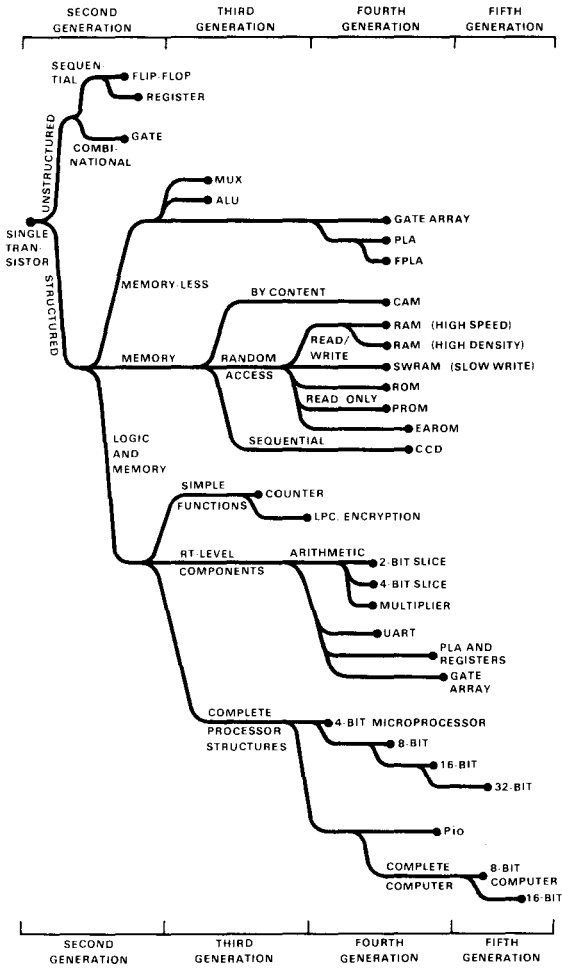 SECOND GENERATION
THIRD GENERATION
FOURTH GENERATION
FIFTH GENERATION
SEQUEN-
TIAL
FLIP-FLOP
REGISTER
GATE
COMBI-
NATIONAL
UNSTRUCTURED
SINGLE
TRAN-
SISTOR
STRUCTURED
MUX
ALU
GATE ARRAY
PLA
FPLA
MEMORY-LESS
BY CONTENT
CAM
RAM (HIGH SPEED)
READ/
WRITE
RAM (HIGH DENSITY)
MEMORY
RANDOM
ACCESS
SWRAM (SLOW WRITE)
ROM
READ ONLY
PROM
EAROM
SEQUENTIAL
CCD
LOGIC
AND
MEMORY
SIMPLE
FUNCTIONS
COUNTER
LPC, ENCRYPTION
RT-LEVEL
COMPONENTS
ARITHMETIC
2-BIT SLICE
4-BIT SLICE
MULTIPLIER
UART
PLA AND
REGISTERS
GATE
ARRAY
COMPLETE
PROCESSOR
STRUCTURES
4-BIT MICROPROCESSOR
8-BIT
16-BIT
32-BIT
Pio
COMPLETE
COMPUTER
8-BIT
COMPUTER
16-BIT
SECOND GENERATION
THIRD GENERATION
FOURTH GENERATION
FIFTH GENERATION